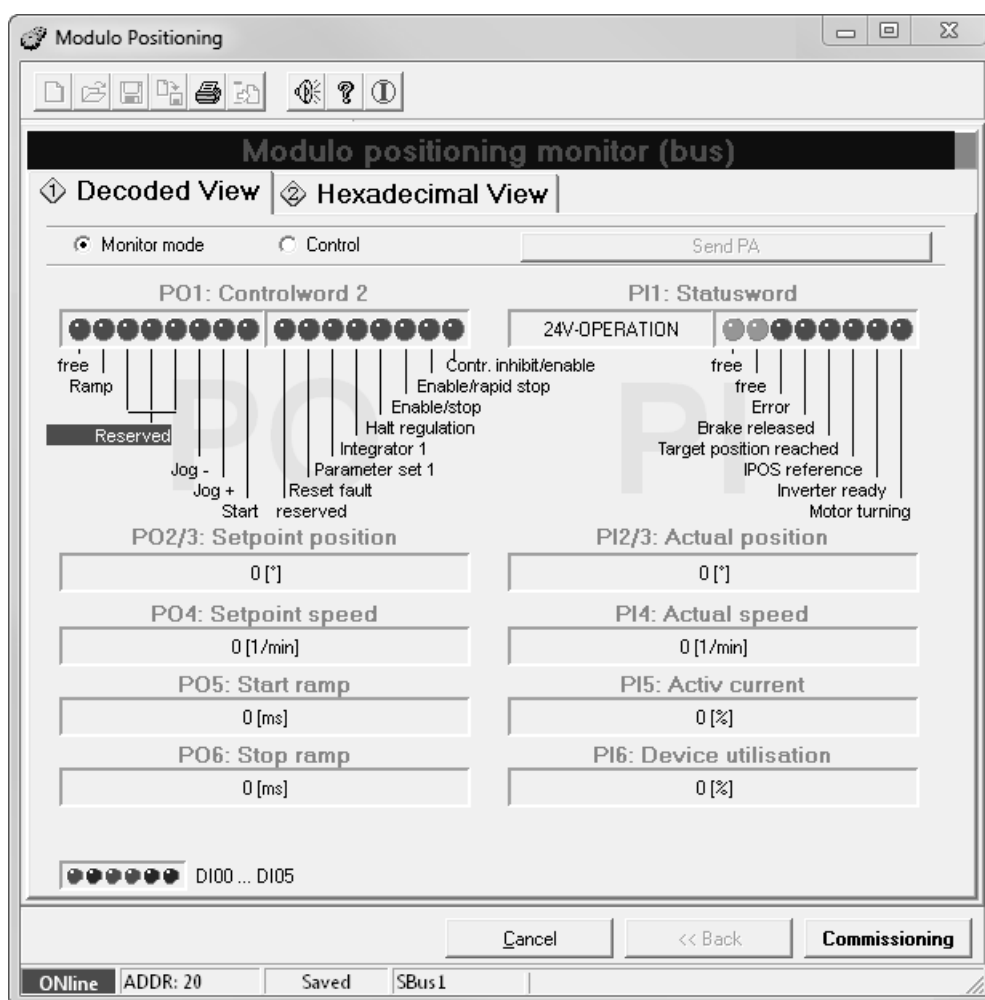 Modulo Positioning
Modulo positioning monitor (bus)
1 Decoded View
2 Hexadecimal View
Monitor mode
Control
Send PA
PO1: Controlword 2
PI1: Statusword
24V-OPERATION
free
Ramp
Reserved
Jog -
Jog +
Start
Contr. inhibit/enable
Enable/rapid stop
Enable/stop
Halt regulation
Integrator 1
Parameter set 1
Reset fault
reserved
free
free
Error
Brake released
Target position reached
IPOS reference
Inverter ready
Motor turning
PO
PI
PO2/3: Setpoint position
0 [°]
PI2/3: Actual position
0 [°]
PO4: Setpoint speed
0 [1/min]
PI4: Actual speed
0 [1/min]
PO5: Start ramp
0 [ms]
PI5: Activ current
0 [%]
PO6: Stop ramp
0 [ms]
PI6: Device utilisation
0 [%]
DI00 ... DI05
Cancel
<< Back
Commissioning
ONline
ADDR: 20
Saved
SBus1